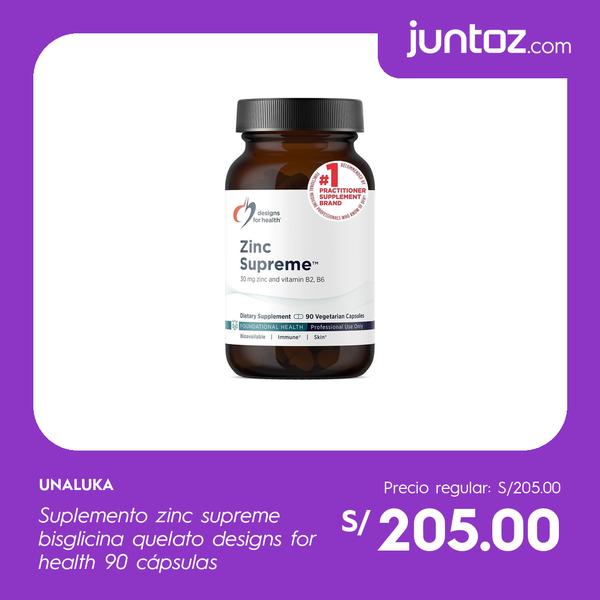 juntoz.com
#1
PRACTITIONER
SUPPLEMENT
BRAND
designs
for health®
Zinc
Supreme™
30 mg zinc and vitamin B2, B6
Dietary Supplement 90 Vegetarian Capsules
FOUNDATIONAL HEALTH Professional Use Only
Bioavailable | Immune* | Skin*
UNALUKA
Suplemento zinc supreme
bisglicina quelato designs for
health 90 cápsulas
Precio regular: S/205.00
S/ 205.00